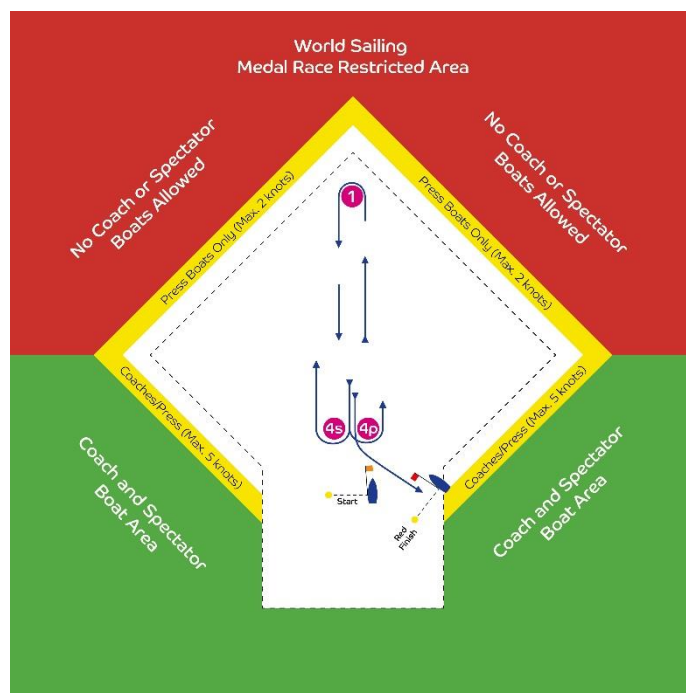 World Sailing
Medal Race Restricted Area
No Coach or Spectator
Boats Allowed
No Coach or Spectator
Boats Allowed
Press Boats Only (Max. 2 knots)
Press Boats Only (Max. 2 knots)
1
Coaches/Press (Max. 5 knots)
Coaches/Press (Max. 5 knots)
4s
4p
Start
Red
Finish
Coach and Spectator
Boat Area
Coach and Spectator
Boat Area